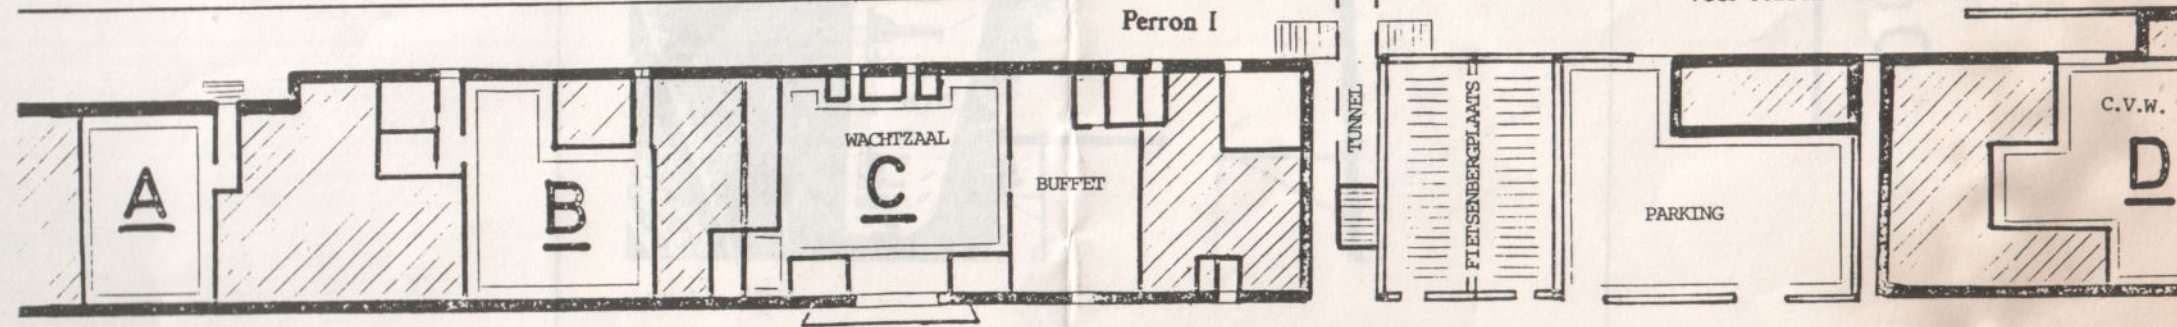 Perron I
A
B
WACHTZAAL
C
BUFFET
TUNNEL
FIETSENBERGPLAATS
PARKING
C.V.W.
D